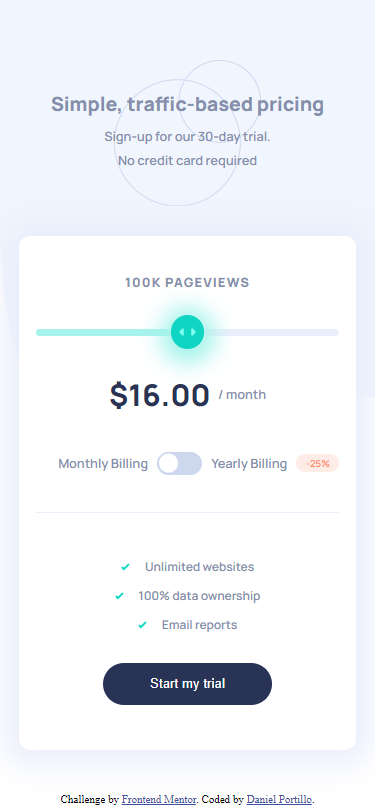 Simple, traffic-based pricing
Sign-up for our 30-day trial.
No credit card required
100K PAGEVIEWS
$16.00 / month
Monthly Billing Yearly Billing -25%
Unlimited websites
100% data ownership
Email reports
Start my trial
Challenge by Frontend Mentor. Coded by Daniel Portillo.